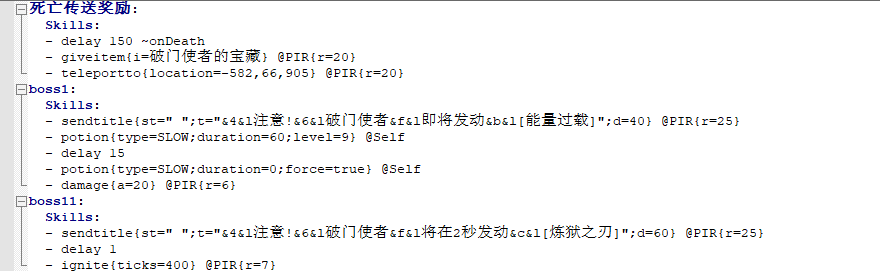 死亡传送奖励:
  Skills:
  - delay 150 ~onDeath
  - giveitem{i=破门使者的宝藏} @PIR{r=20}
  - teleportto{location=-582,66,905} @PIR{r=20}
boss1:
  Skills:
  - sendtitle{st=" ";t="&4&l注意!&6&l破门使者&f&l即将发动&b&l[能量过载]";d=40} @PIR{r=25}
  - potion{type=SLOW;duration=60;level=9} @Self
  - delay 15
  - potion{type=SLOW;duration=0;force=true} @Self
  - damage{a=20} @PIR{r=6}
boss11:
  Skills:
  - sendtitle{st=" ";t="&4&l注意!&6&l破门使者&f&l将在2秒发动&c&l[炼狱之刃]";d=60} @PIR{r=25}
  - delay 1
  - ignite{ticks=400} @PIR{r=7}